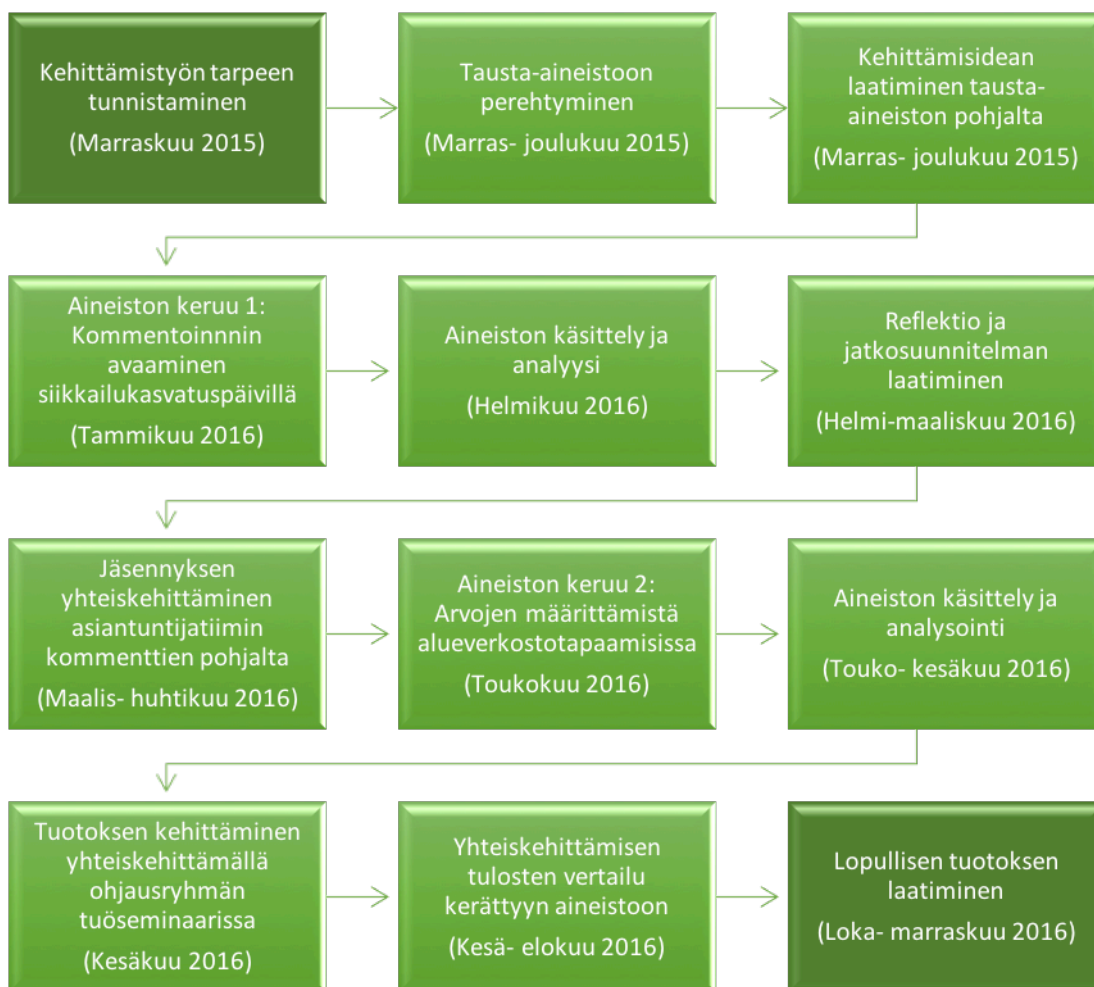 Kehittämistyön tarpeen
tunnistaminen
(Marraskuu 2015)
Tausta-aineistoon
perehtyminen
(Marras- joulukuu 2015)
Kehittämisidean
laatiminen tausta-
aineiston pohjalta
(Marras- joulukuu 2015)
Aineiston keruu 1:
Kommentoinnnin
avaaminen
siikkailukasvatuspäivillä
(Tammikuu 2016)
Aineiston käsittely ja
analyysi
(Helmikuu 2016)
Reflektio ja
jatkosuunnitelman
laatiminen
(Helmi-maaliskuu 2016)
Jäsennyksen
yhteiskehittäminen
asiantuntijatiimin
kommenttien pohjalta
(Maalis- huhtikuu 2016)
Aineiston keruu 2:
Arvojen määrittämistä
alueverkostotapaamisissa
(Toukokuu 2016)
Aineiston käsittely ja
analysointi
(Touko- kesäkuu 2016)
Tuotoksen kehittäminen
yhteiskehittämällä
ohjausryhmän
tuöseminaarissa
(Kesäkuu 2016)
Yhteiskehittämisen
tulosten vertailu
kerättyyn aineistoon
(Kesä- elokuu 2016)
Lopullisen tuotoksen
laatiminen
(Loka- marraskuu 2016)